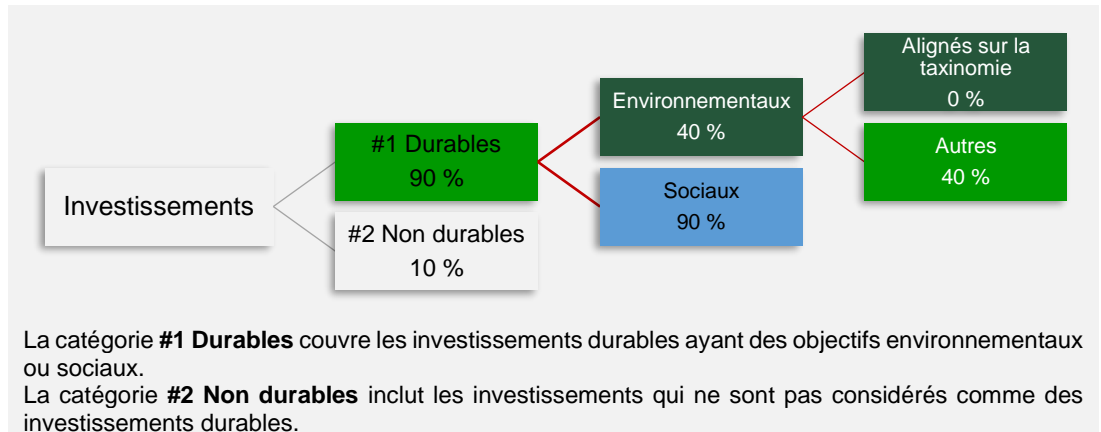 Investissements
#1 Durables
90 %
#2 Non durables
10 %
Environnementaux
40 %
Sociaux
90 %
Alignés sur la
taxinomie
0 %
Autres
40 %
La catégorie #1 Durables couvre les investissements durables ayant des objectifs environnementaux
ou sociaux.
La catégorie #2 Non durables inclut les investissements qui ne sont pas considérés comme des
investissements durables.